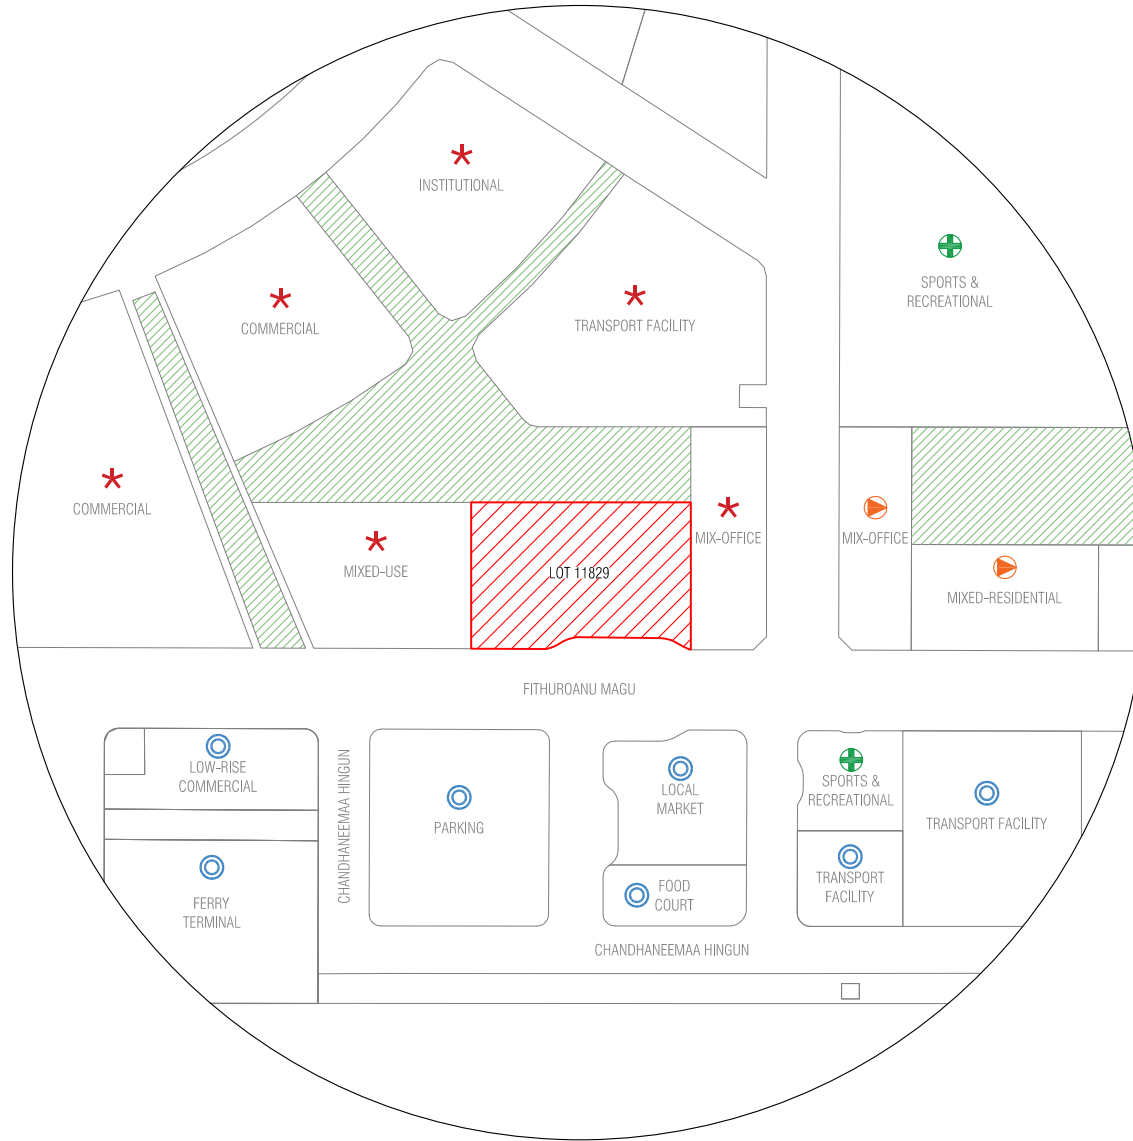 INSTITUTIONAL
SPORTS &
RECREATIONAL
COMMERCIAL
TRANSPORT FACILITY
COMMERCIAL
MIX-OFFICE
MIX-OFFICE
MIXED-USE
LOT 11829
MIXED-RESIDENTIAL
FITHUROANU MAGU
LOW-RISE
COMMERCIAL
CHANDHANEEMAA HINGUN
PARKING
LOCAL
MARKET
SPORTS &
RECREATIONAL
TRANSPORT FACILITY
FERRY
TERMINAL
FOOD
COURT
TRANSPORT
FACILITY
CHANDHANEEMAA HINGUN